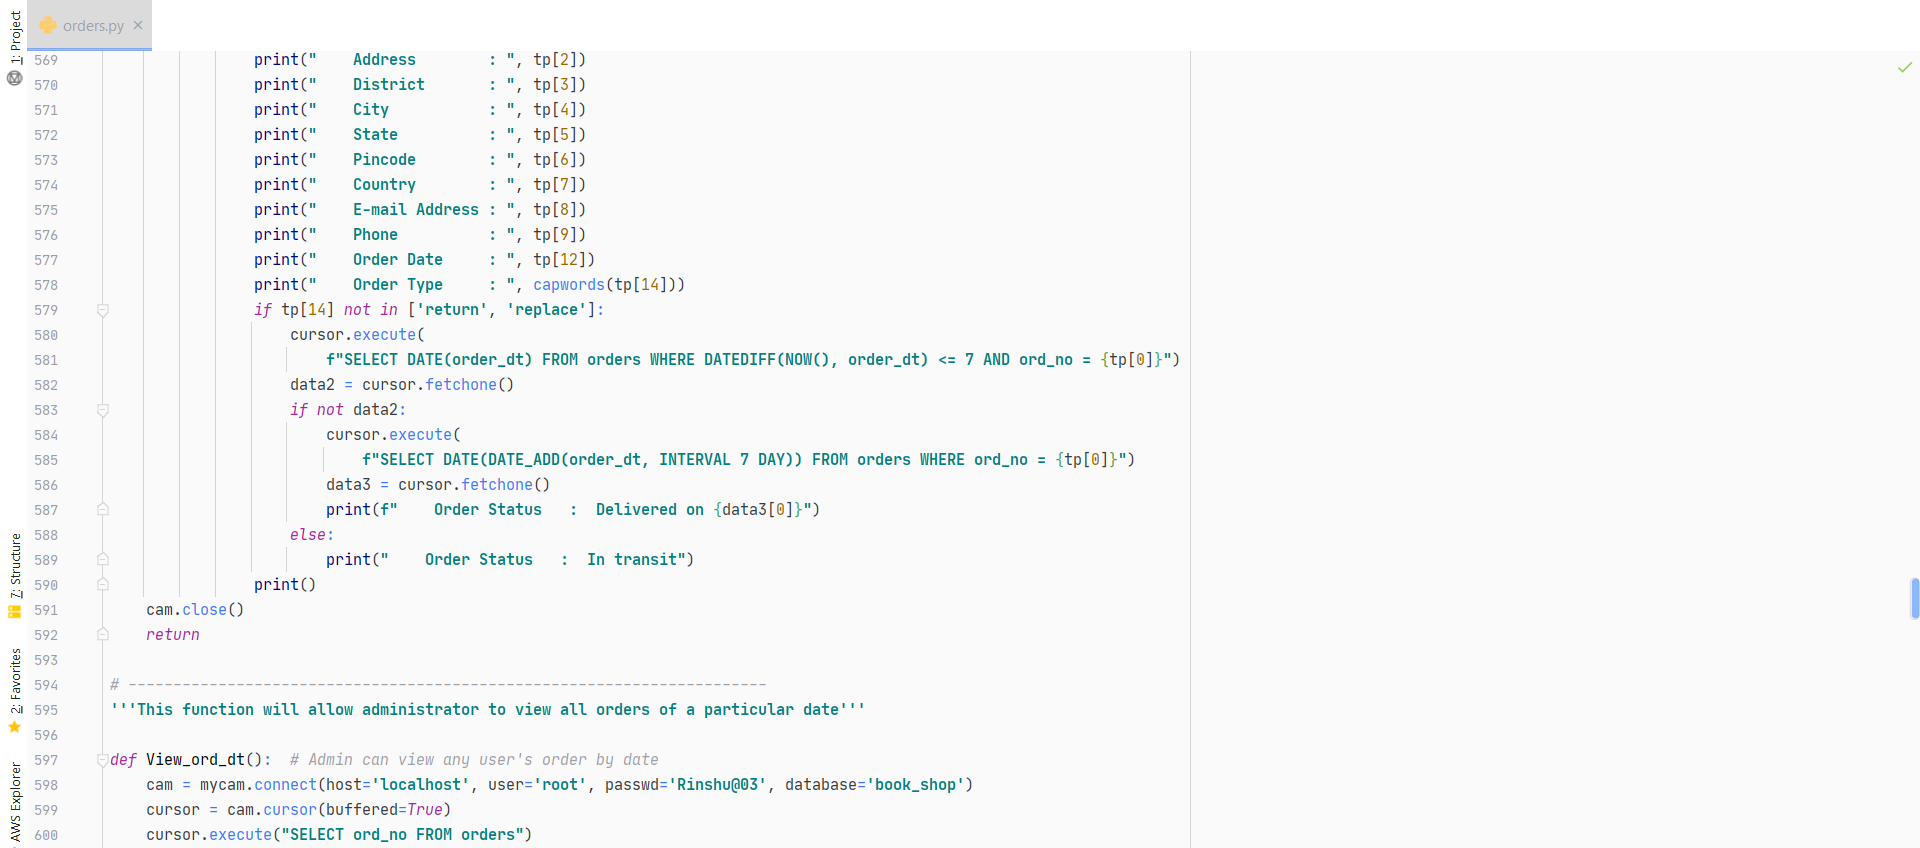 1: Project
orders.py ×
569 print("    Address        : ", tp[2])
570 print("    District       : ", tp[3])
571 print("    City           : ", tp[4])
572 print("    State          : ", tp[5])
573 print("    Pincode        : ", tp[6])
574 print("    Country        : ", tp[7])
575 print("    E-mail Address : ", tp[8])
576 print("    Phone          : ", tp[9])
577 print("    Order Date     : ", tp[12])
578 print("    Order Type     : ", capwords(tp[14]))
579 if tp[14] not in ['return', 'replace']:
580 cursor.execute(
581 f"SELECT DATE(order_dt) FROM orders WHERE DATEDIFF(NOW(), order_dt) <= 7 AND ord_no = {tp[0]}")
582 data2 = cursor.fetchone()
583 if not data2:
584 cursor.execute(
585 f"SELECT DATE(DATE_ADD(order_dt, INTERVAL 7 DAY)) FROM orders WHERE ord_no = {tp[0]}")
586 data3 = cursor.fetchone()
587 print(f"    Order Status   :  Delivered on {data3[0]}")
588 else:
589 print("    Order Status   :  In transit")
590 print()
591 cam.close()
592 return
593
594 # -----------------------------------------------------------------------
595 '''This function will allow administrator to view all orders of a particular date'''
596
597 def View_ord_dt():  # Admin can view any user's order by date
598 cam = mycam.connect(host='localhost', user='root', passwd='Rinshu@03', database='book_shop')
599 cursor = cam.cursor(buffered=True)
600 cursor.execute("SELECT ord_no FROM orders")
7: Structure
2: Favorites
AWS Explorer